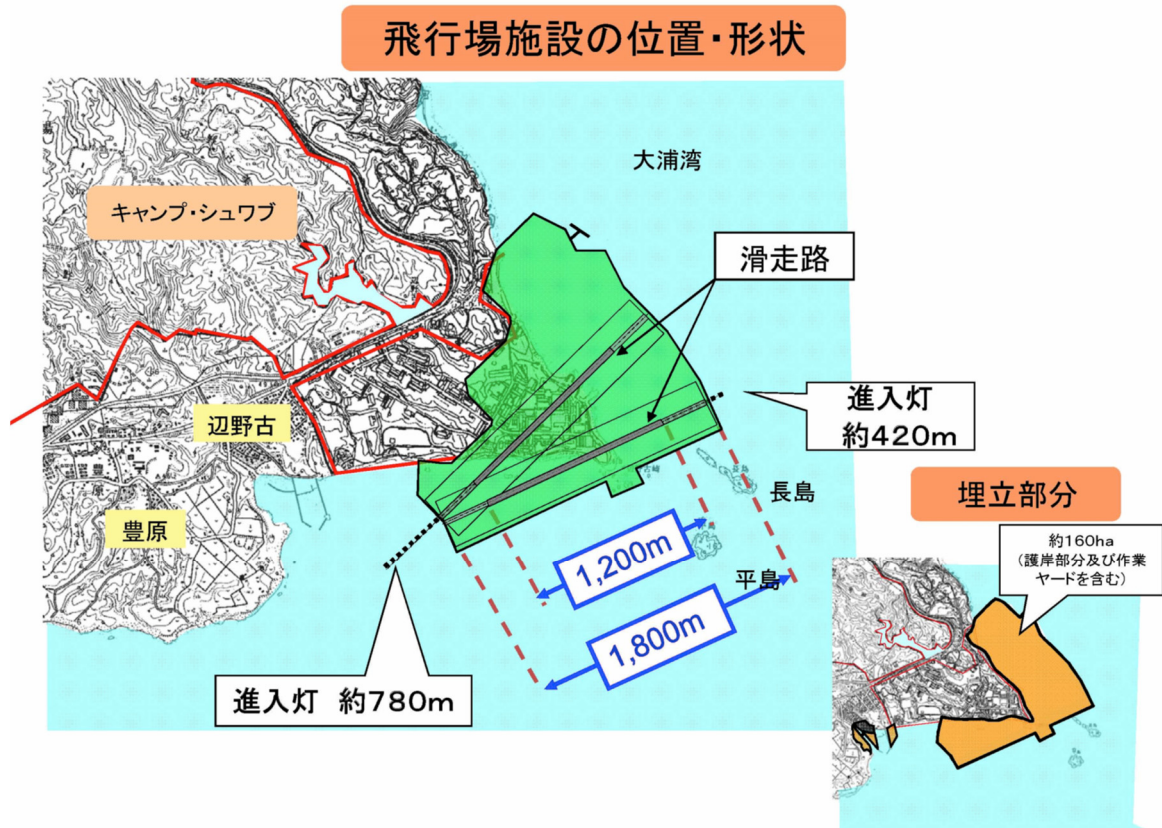 飛行場施設の位置・形状
大浦湾
キャンプ・シュワブ
滑走路
進入灯
約420m
辺野古
豊原
長島
平島
1,200m
1,800m
進入灯 約780m
埋立部分
約160ha
(護岸部分及び作業
ヤードを含む)